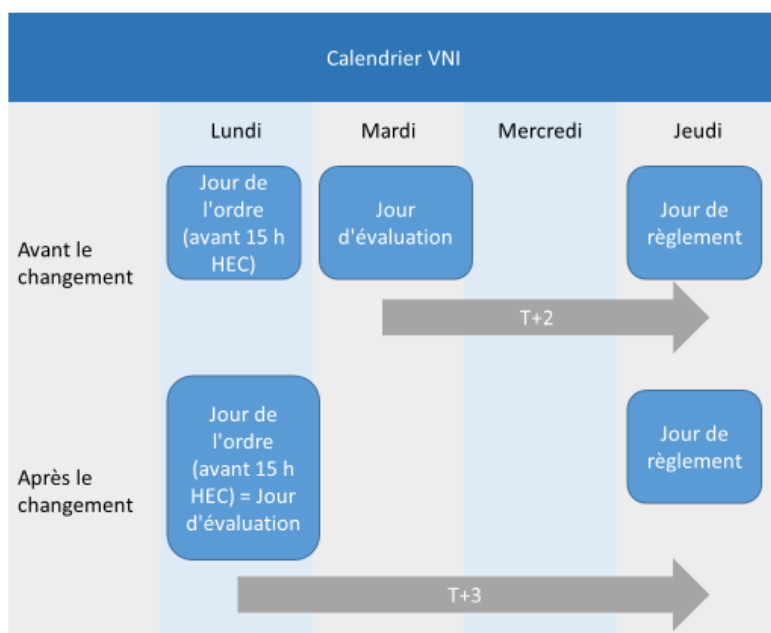 Calendrier VNI
Lundi
Mardi
Mercredi
Jeudi
Avant le
changement
Jour de
l'ordre
(avant 15 h
HEC)
Jour
d'évaluation
Jour de
règlement
T+2
Après le
changement
Jour de
l'ordre
(avant 15 h
HEC) = Jour
d'évaluation
Jour de
règlement
T+3